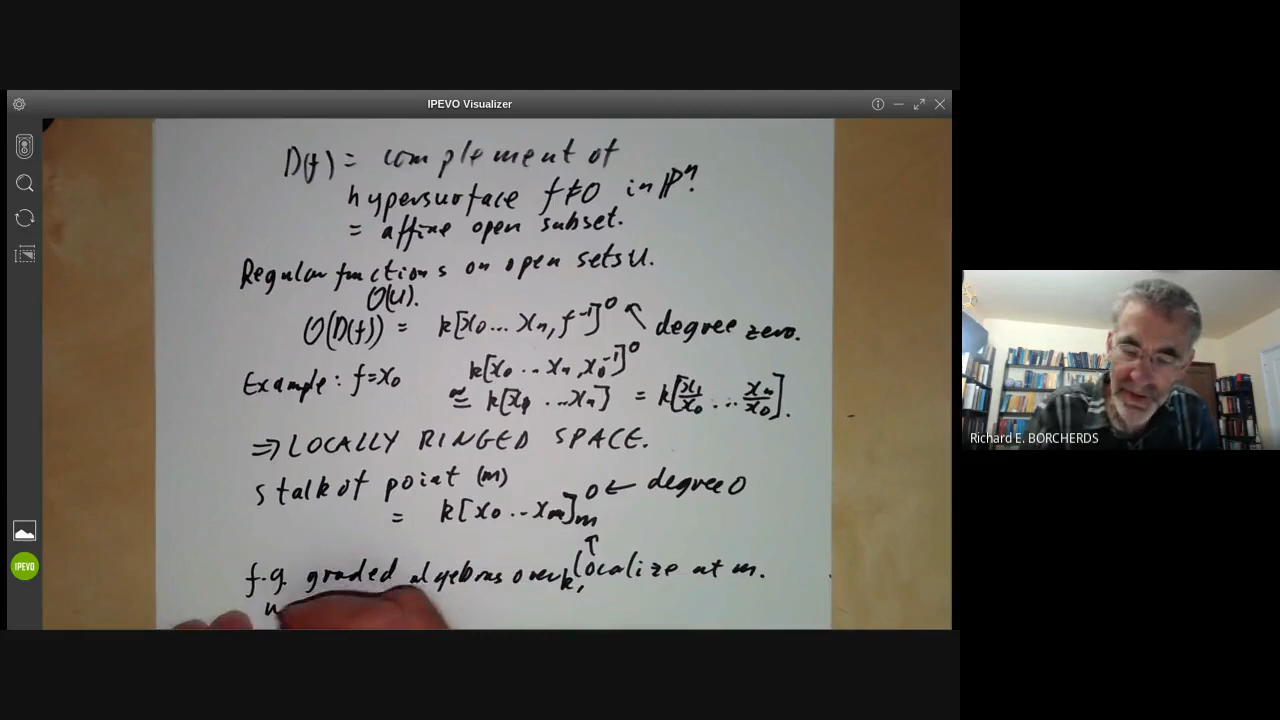 IPEVO Visualizer
D(f) = complement of
hypersurface f≠0 in ℙⁿ.
= affine open subset.
Regular functions on open sets U.
O(U).
O(D(f)) = k[x₀...xₙ, f⁻¹]⁰ ↖ degree zero.
Example: f=x₀ k[x₀...xₙ, x₀⁻¹]⁰
≅ k[x₁...xₙ] = k[x₁/x₀ ... xₙ/x₀].
⇒ LOCALLY RINGED SPACE.
stalk of point (m)
= k[x₀...xₙ]ₘ⁰ ← degree 0
↑
localize at m.
f.g. graded algebras over k,
IPEVO
Richard E. BORCHERDS